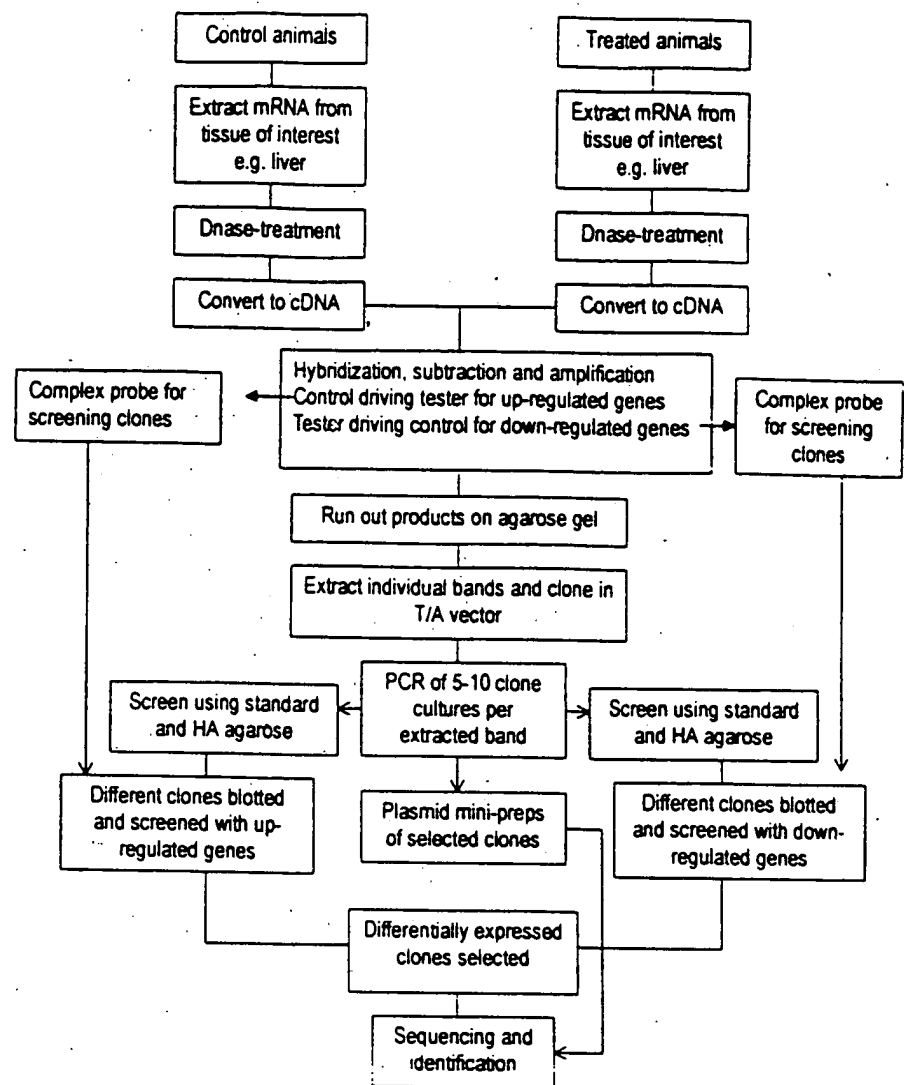 Control animals
Treated animals
Extract mRNA from
tissue of interest
e.g. liver
Extract mRNA from
tissue of interest
e.g. liver
Dnase-treatment
Dnase-treatment
Convert to cDNA
Convert to cDNA
Hybridization, subtraction and amplification
Control driving tester for up-regulated genes
Tester driving control for down-regulated genes
Complex probe for
screening clones
Complex probe
for screening
clones
Run out products on agarose gel
Extract individual bands and clone in
T/A vector
PCR of 5-10 clone
cultures per
extracted band
Screen using standard
and HA agarose
Screen using standard
and HA agarose
Different clones blotted
and screened with up-
regulated genes
Plasmid mini-preps
of selected clones
Different clones blotted
and screened with down-
regulated genes
Differentially expressed
clones selected
Sequencing and
identification